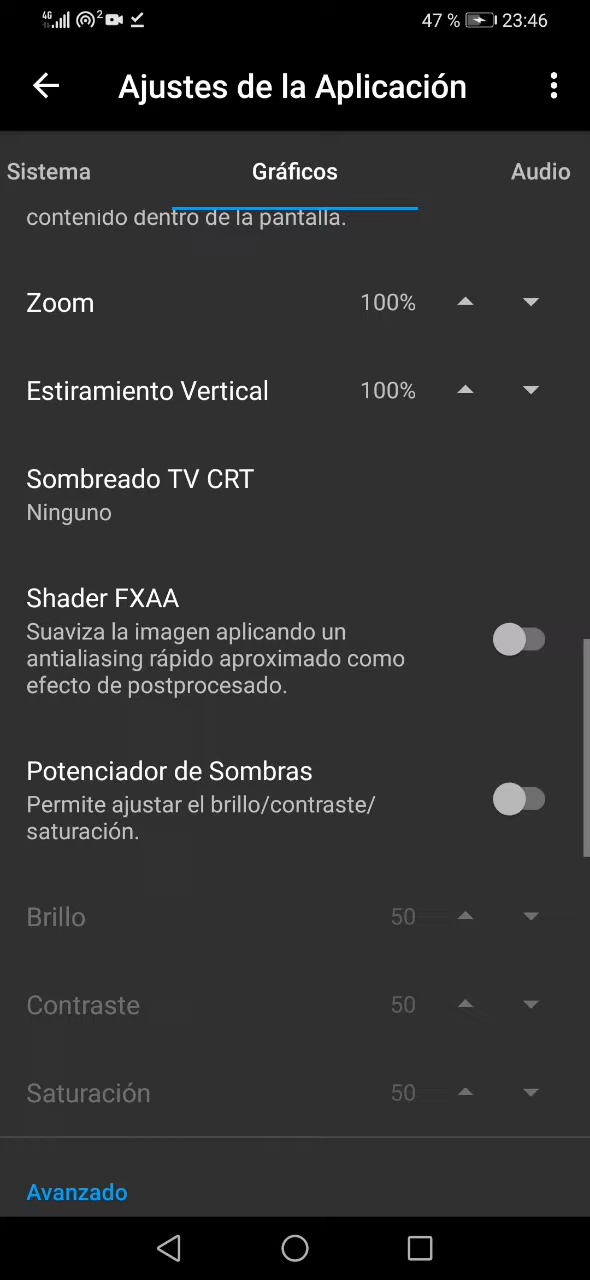 4G 2 47 % 23:46
Ajustes de la Aplicación
Sistema Gráficos Audio
contenido dentro de la pantalla.
Zoom 100%
Estiramiento Vertical 100%
Sombreado TV CRT
Ninguno
Shader FXAA
Suaviza la imagen aplicando un
antialiasing rápido aproximado como
efecto de postprocesado.
Potenciador de Sombras
Permite ajustar el brillo/contraste/
saturación.
Brillo 50
Contraste 50
Saturación 50
Avanzado